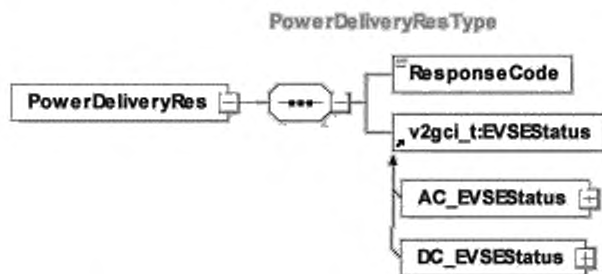 PowerDeliveryResType
ResponseCode
PowerDeliveryRes
v2gci_t:EVSEStatus
AC_EVSEStatus
DC_EVSEStatus